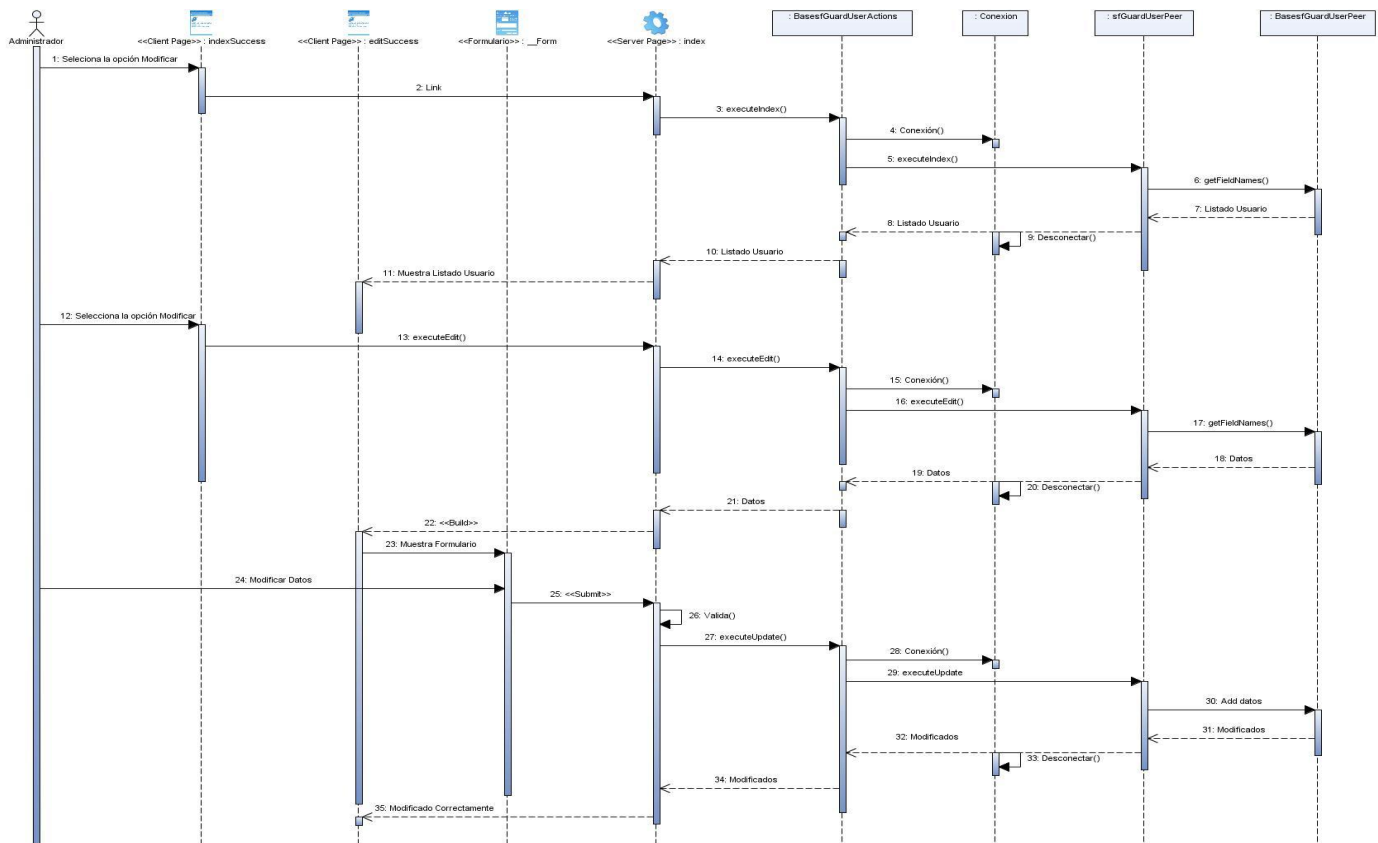 : BasesfGuardUserActions
: Conexion
: sfGuardUserPeer
: BasesfGuardUserPeer
Administrador
<<Client Page>> : indexSuccess
<<Client Page>> : editSuccess
<<Formulario>> : __Form
<<Server Page>> : index
1: Seleciona la opción Modificar
2: Link
3: executeIndex()
4: Conexión()
5: executeIndex()
6: getFieldNames()
7: Listado Usuario
8: Listado Usuario
9: Desconectar()
10: Listado Usuario
11: Muestra Listado Usuario
12: Selecciona la opción Modificar
13: executeEdit()
14: executeEdit()
15: Conexión()
16: executeEdit()
17: getFieldNames()
18: Datos
19: Datos
20: Desconectar()
21: Datos
22: <<Build>>
23: Muestra Formulario
24: Modificar Datos
25: <<Submit>>
26: Valida()
27: executeUpdate()
28: Conexión()
29: executeUpdate
30: Add datos
31: Modificados
32: Modificados
33: Desconectar()
34: Modificados
35: Modificado Correctamente